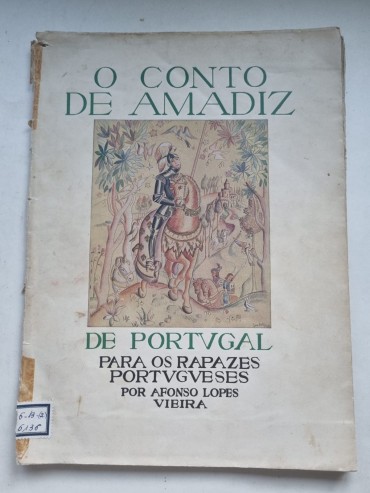 O CONTO
DE AMADIZ
DE PORTVGAL
PARA OS RAPAZES
PORTVGVESES
POR AFONSO LOPES
VIEIRA